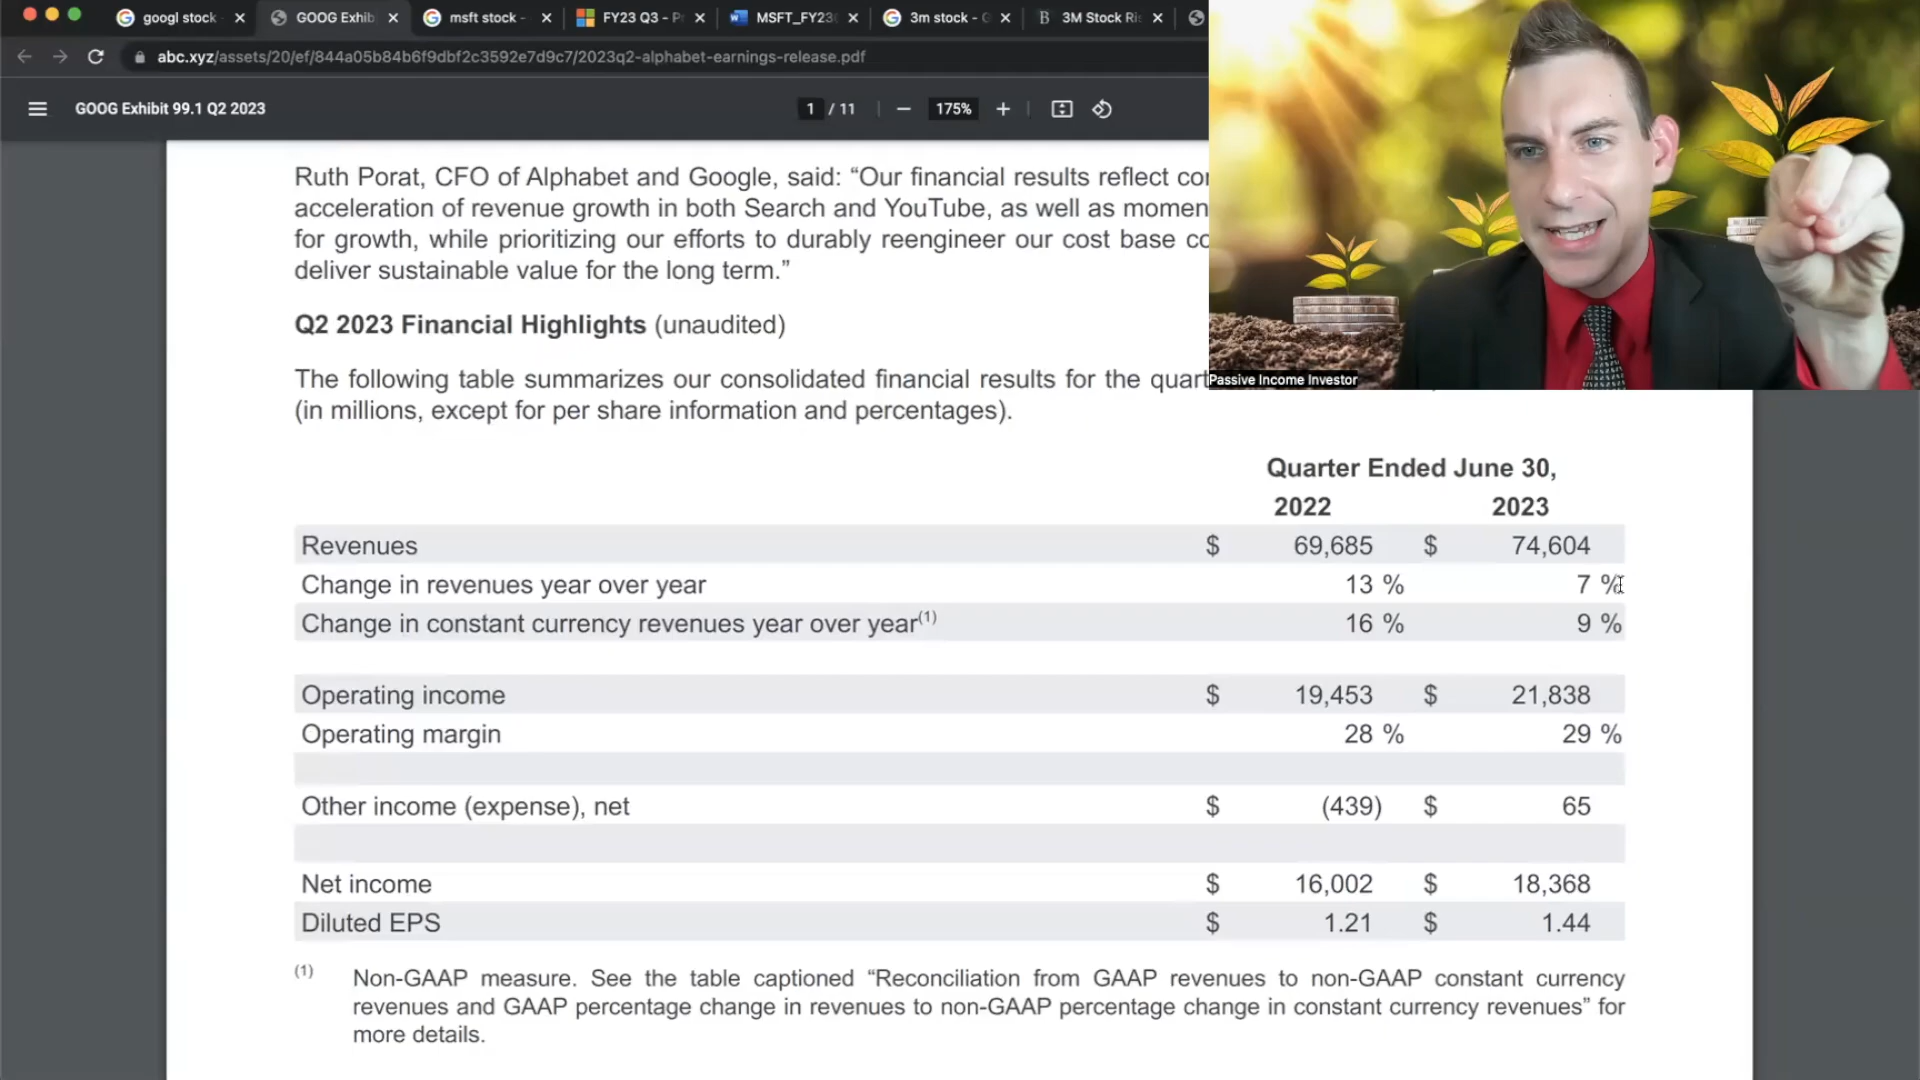 googl stock
GOOG Exhib
msft stock -
FY23 Q3 - P
MSFT_FY23
3m stock - G
3M Stock Ri
abc.xyz/assets/20/ef/844a05b84b6f9dbf2c3592e7d9c7/2023q2-alphabet-earnings-release.pdf
GOOG Exhibit 99.1 Q2 2023
1 / 11
− 175% +
Ruth Porat, CFO of Alphabet and Google, said: “Our financial results reflect co
acceleration of revenue growth in both Search and YouTube, as well as momen
for growth, while prioritizing our efforts to durably reengineer our cost base co
deliver sustainable value for the long term.”
Passive Income Investor
Q2 2023 Financial Highlights (unaudited)
The following table summarizes our consolidated financial results for the quart
(in millions, except for per share information and percentages).
Quarter Ended June 30,
2022 2023
Revenues $ 69,685 $ 74,604
Change in revenues year over year 13 % 7 %
Change in constant currency revenues year over year(1) 16 % 9 %
Operating income $ 19,453 $ 21,838
Operating margin 28 % 29 %
Other income (expense), net $ (439) $ 65
Net income $ 16,002 $ 18,368
Diluted EPS $ 1.21 $ 1.44
(1) Non-GAAP measure. See the table captioned “Reconciliation from GAAP revenues to non-GAAP constant currency
revenues and GAAP percentage change in revenues to non-GAAP percentage change in constant currency revenues” for
more details.